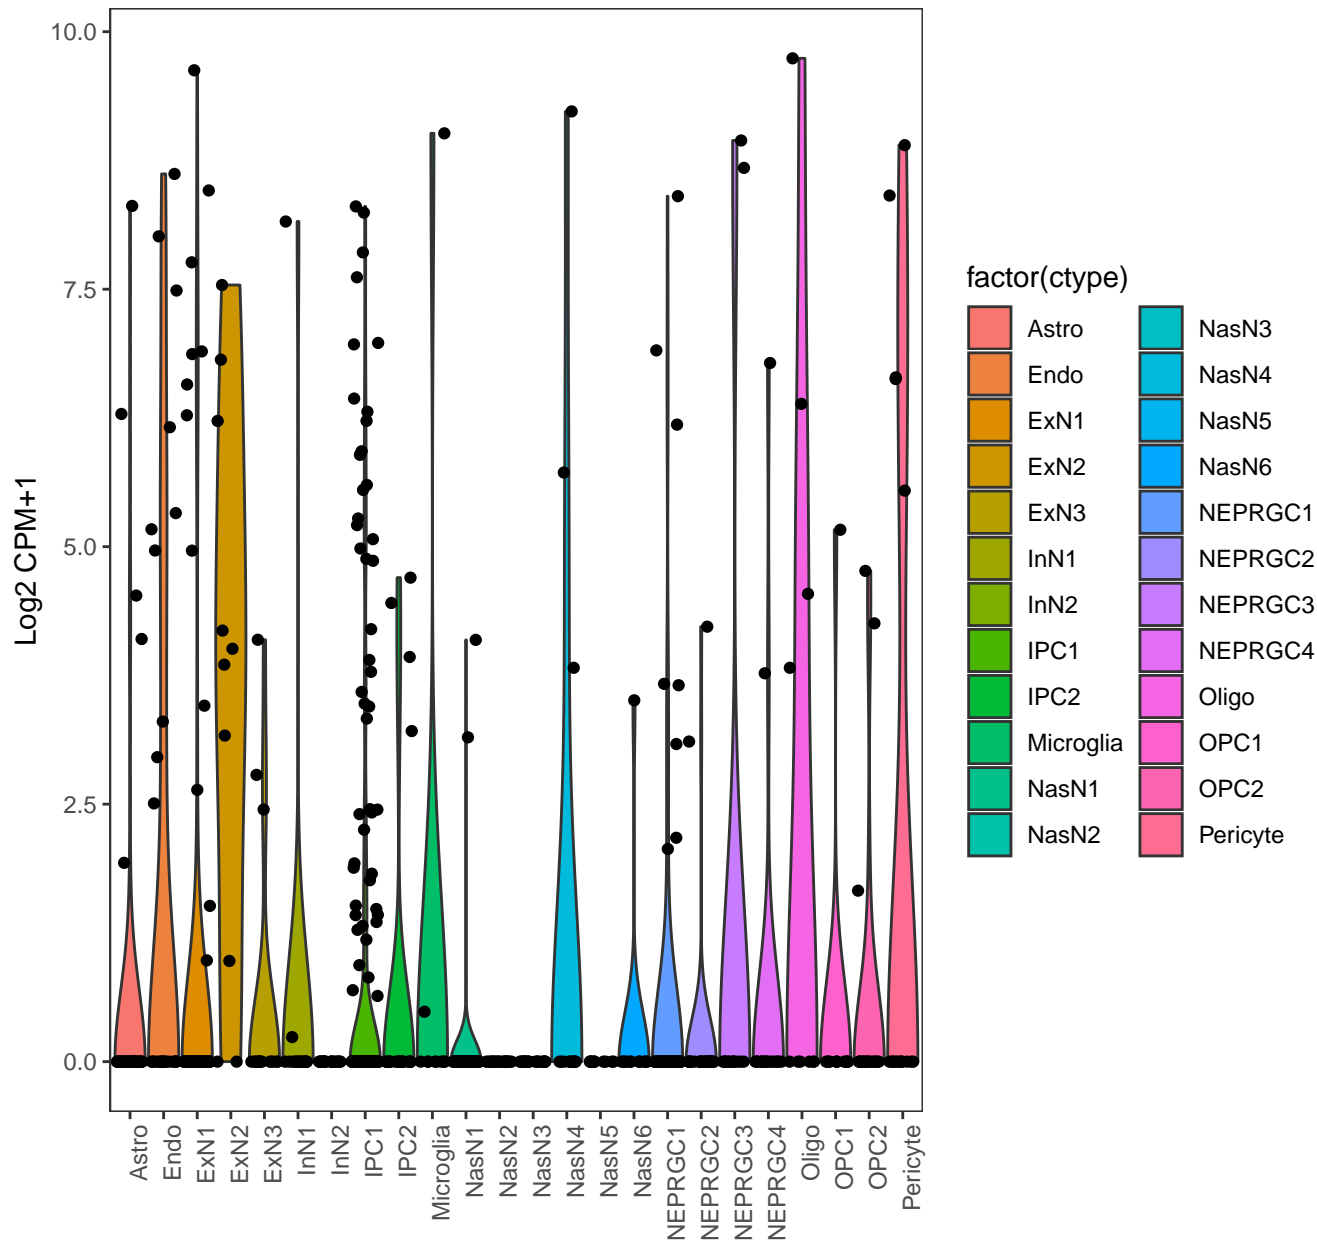 10.0
7.5
5.0
2.5
0.0
Log2 CPM+1
Astro
Endo
ExN1
ExN2
ExN3
InN1
InN2
IPC1
IPC2
Microglia
NasN1
NasN2
NasN3
NasN4
NasN5
NasN6
NEPRGC1
NEPRGC2
NEPRGC3
NEPRGC4
Oligo
OPC1
OPC2
Pericyte
factor(ctype)
Astro
Endo
ExN1
ExN2
ExN3
InN1
InN2
IPC1
IPC2
Microglia
NasN1
NasN2
NasN3
NasN4
NasN5
NasN6
NEPRGC1
NEPRGC2
NEPRGC3
NEPRGC4
Oligo
OPC1
OPC2
Pericyte